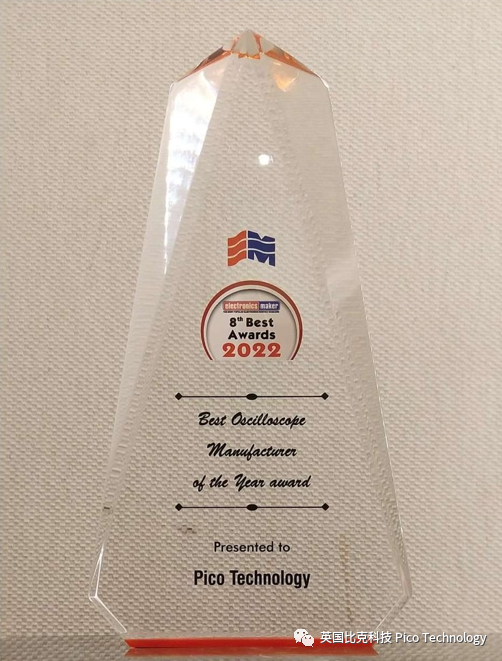 EM
electronics maker
8th Best
Awards
2022
Best Oscilloscope
Manufacturer
of the Year award
Presented to
Pico Technology
英国比克科技 Pico Technology